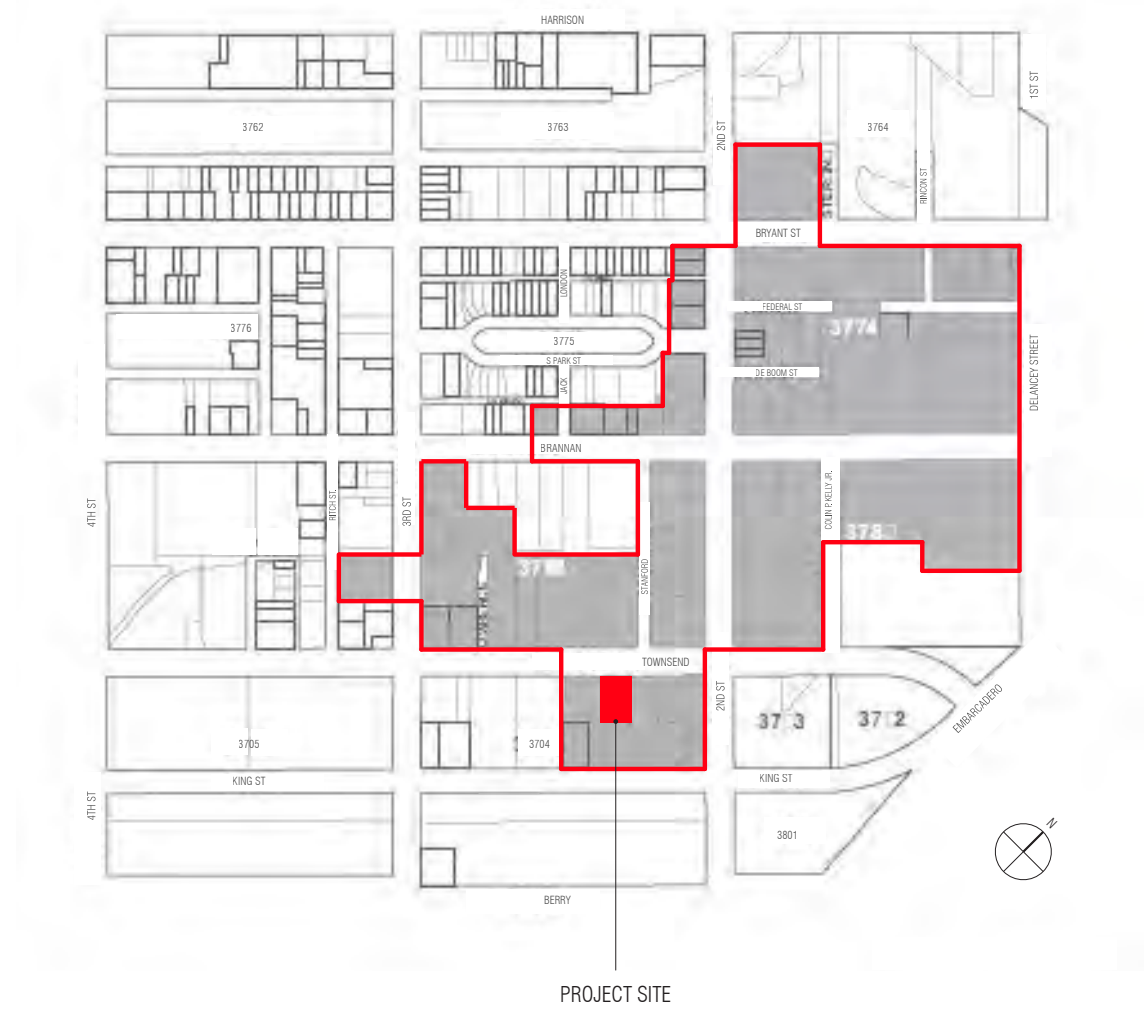 HARRISON
1ST ST
2ND ST
3762
3763
3764
RINCON ST
BRYANT ST
LONDON
FEDERAL ST
3774
3776
3775
S PARK ST
DE BOOM ST
JACK
DELANCEY STREET
BRANNAN
4TH ST
RITCH ST.
3RD ST
COLIN P. KELLY JR.
STANFORD
TOWNSEND
2ND ST
EMBARCADERO
3705
3704
KING ST
KING ST
4TH ST
3801
N
BERRY
PROJECT SITE